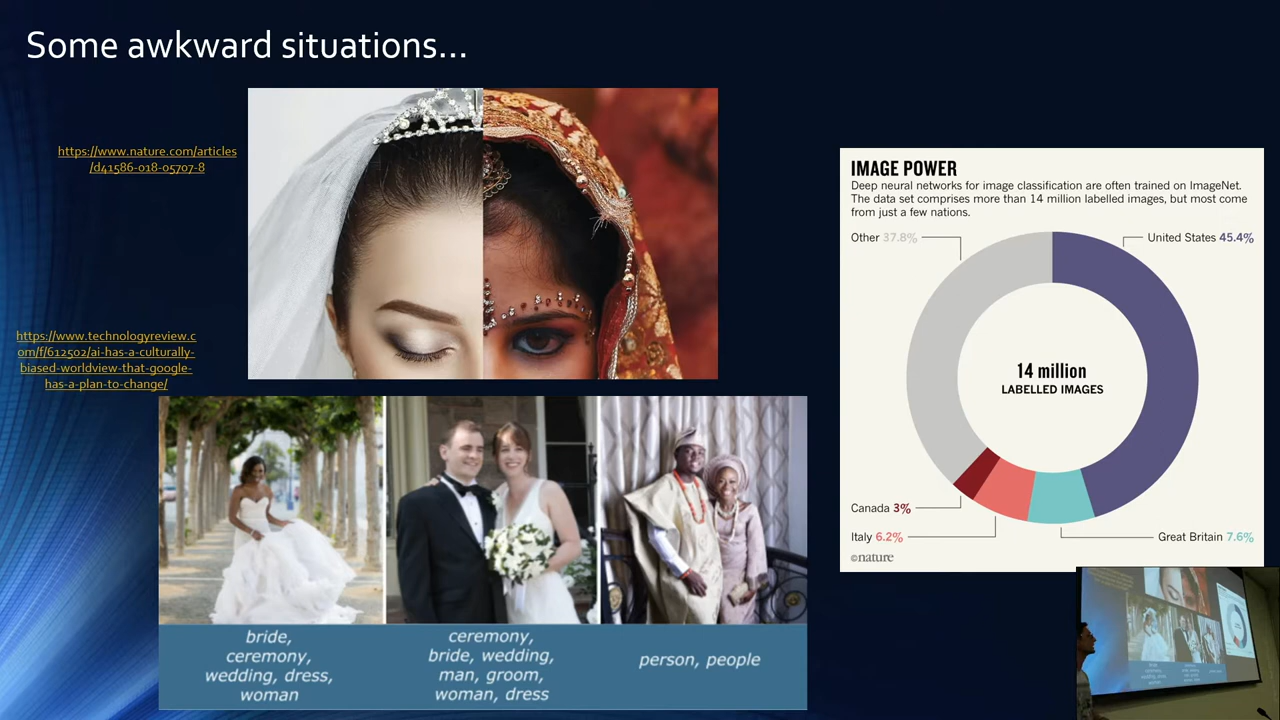 Some awkward situations...
https://www.nature.com/articles
/d41586-018-05707-8
https://www.technologyreview.c
om/f/612502/ai-has-a-culturally-
biased-worldview-that-google-
has-a-plan-to-change/
bride,
ceremony,
wedding, dress,
woman
ceremony,
bride, wedding,
man, groom,
woman, dress
person, people
IMAGE POWER
Deep neural networks for image classification are often trained on ImageNet.
The data set comprises more than 14 million labelled images, but most come
from just a few nations.
Other 37.8%
United States 45.4%
14 million
LABELLED IMAGES
Canada 3%
Italy 6.2%
Great Britain 7.6%
©nature